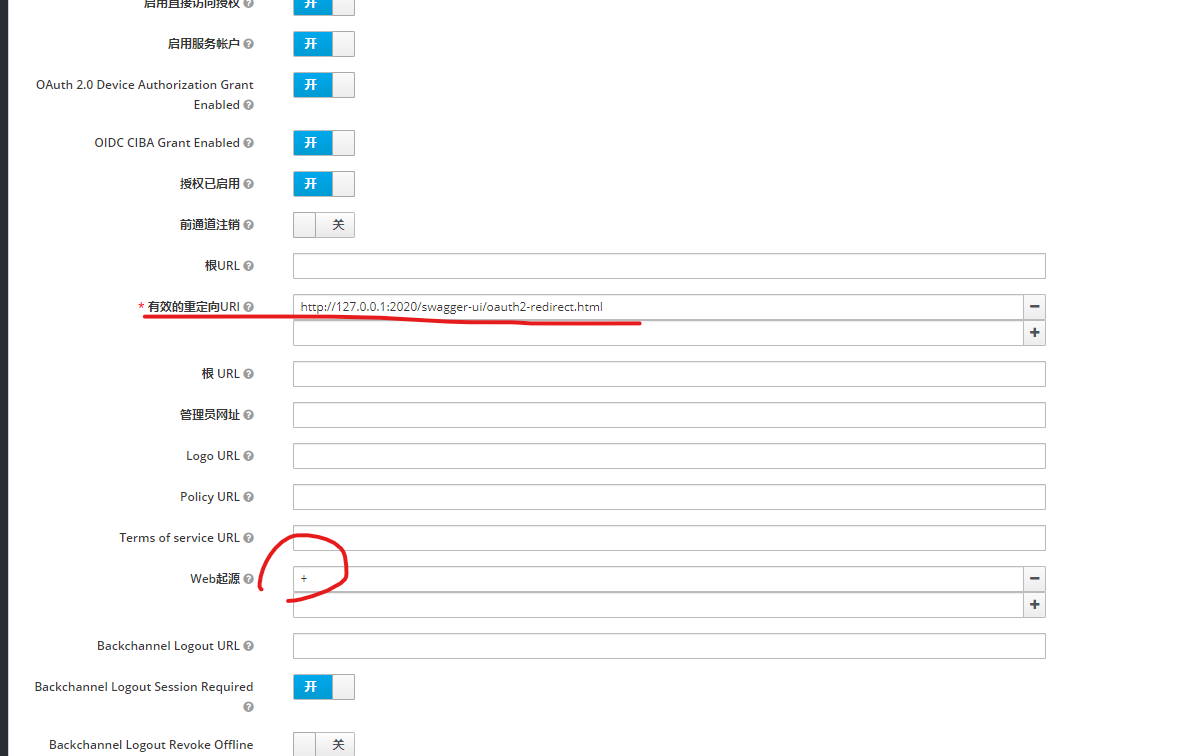 启用直接访问授权 开
启用服务帐户 开
OAuth 2.0 Device Authorization Grant
Enabled 开
OIDC CIBA Grant Enabled 开
授权已启用 开
前通道注销 关
根URL
* 有效的重定向URI http://127.0.0.1:2020/swagger-ui/oauth2-redirect.html
根 URL
管理员网址
Logo URL
Policy URL
Terms of service URL
Web起源 +
Backchannel Logout URL
Backchannel Logout Session Required 开
Backchannel Logout Revoke Offline 关